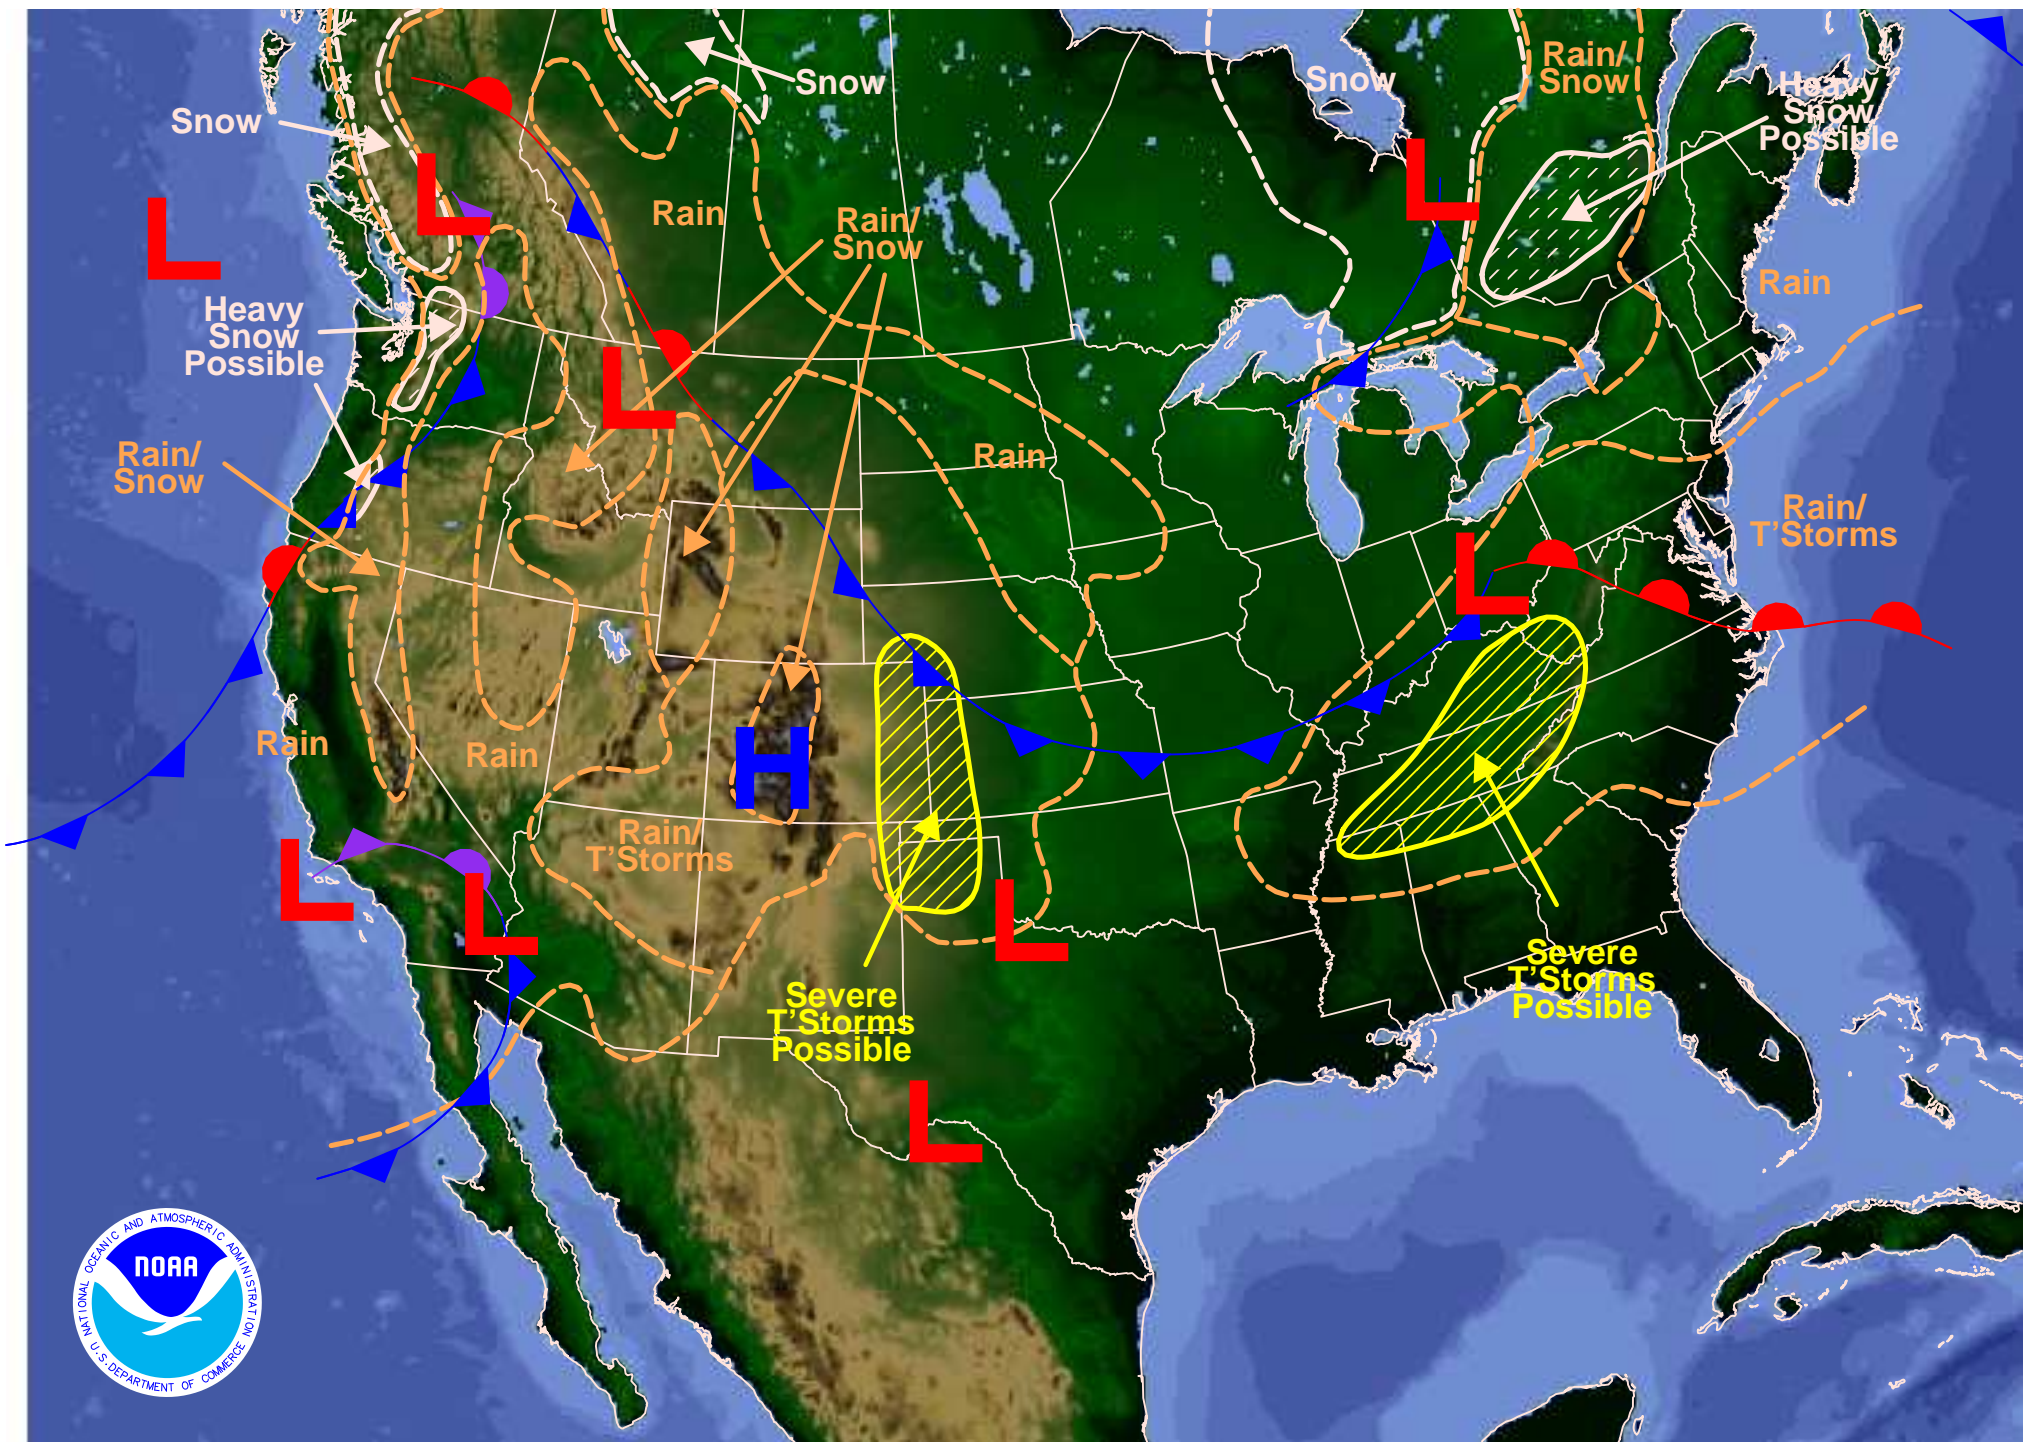 Rain/
Snow
Snow
Snow
Heavy
Snow
Possible
Snow
Rain
Rain/
Snow
Rain
Heavy
Snow
Possible
Rain/
Snow
Rain
Rain/
T'Storms
Rain
Rain
Rain/
T'Storms
Severe
T'Storms
Possible
Severe
T'Storms
Possible
L
L
L
L
L
L
L
L
L
H
NATIONAL OCEANIC AND ATMOSPHERIC ADMINISTRATION
NOAA
U.S. DEPARTMENT OF COMMERCE